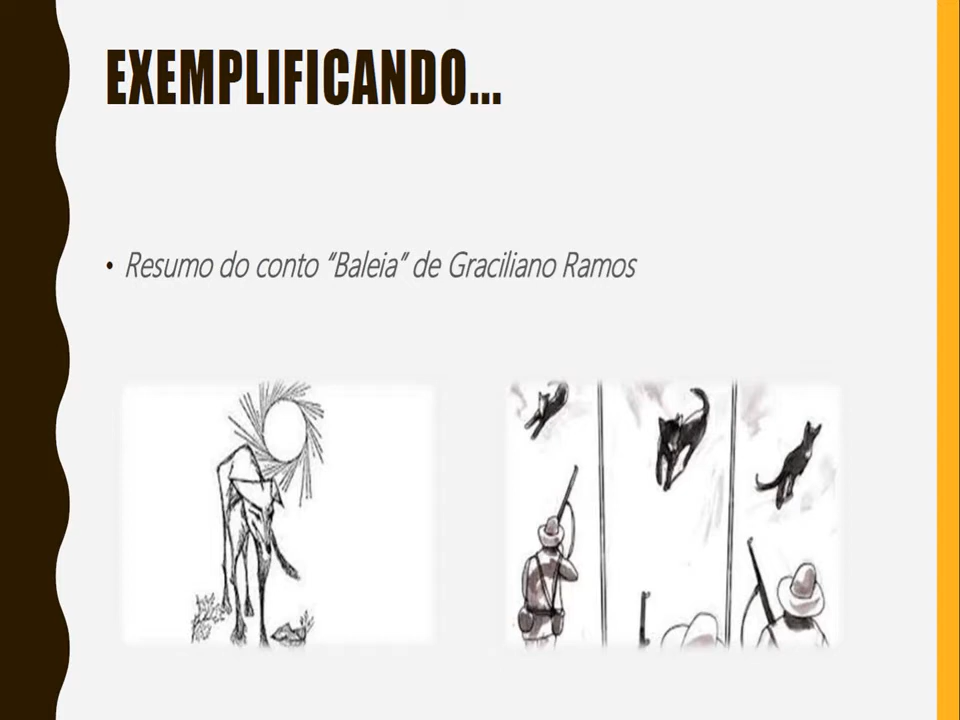 EXEMPLIFICANDO...
• Resumo do conto “Baleia” de Graciliano Ramos